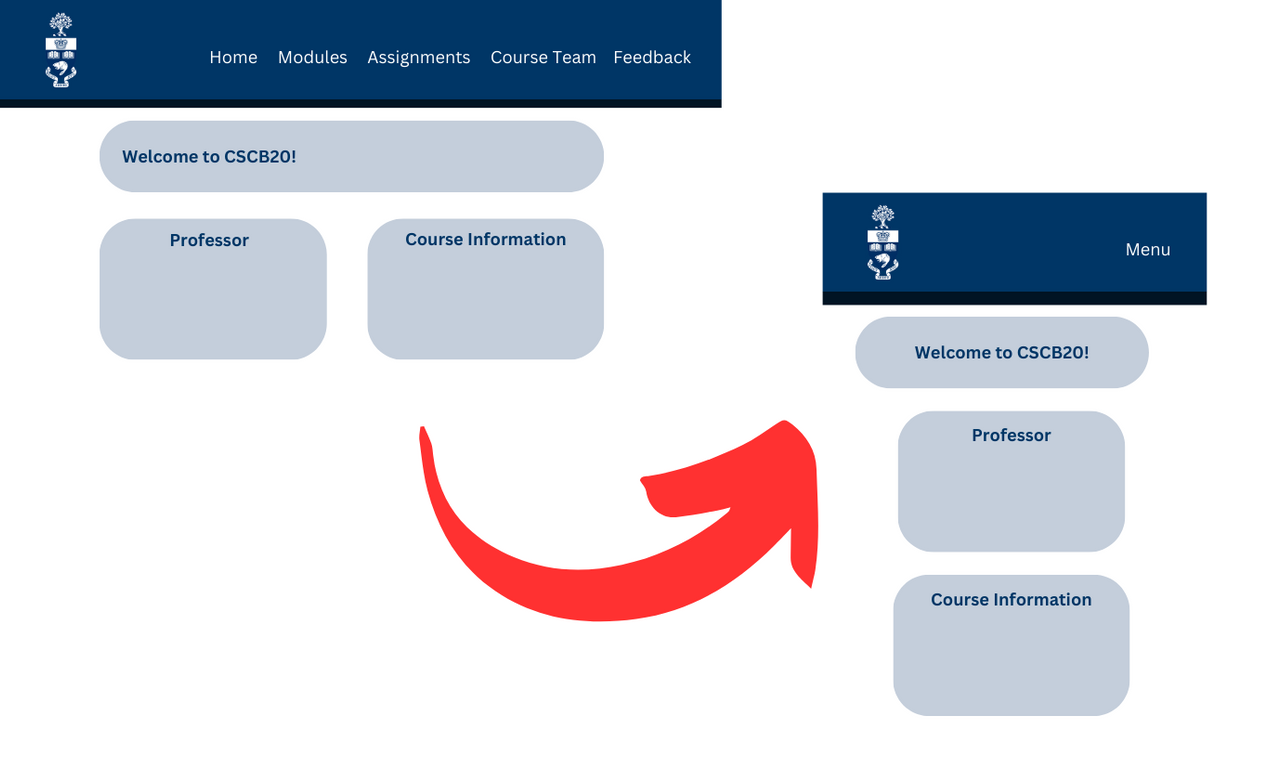 Home Modules Assignments Course Team Feedback
Welcome to CSCB20!
Professor Course Information
Menu
Welcome to CSCB20!
Professor
Course Information